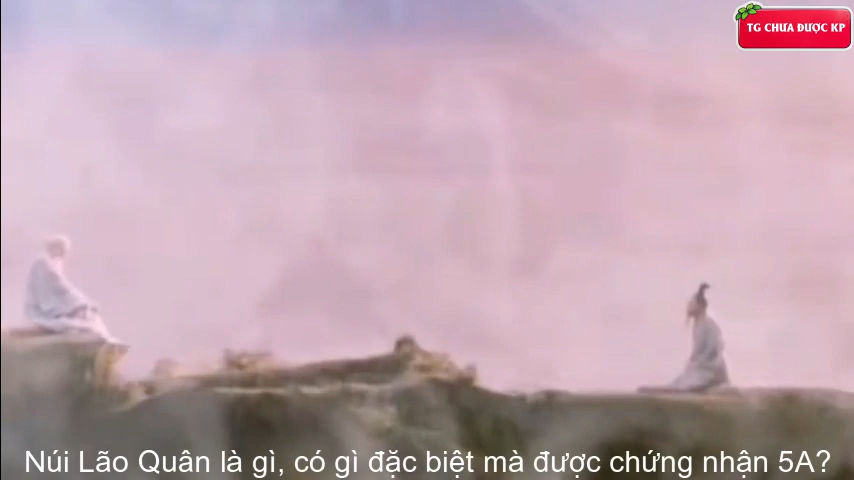 TG CHƯA ĐƯỢC KP
Núi Lão Quân là gì, có gì đặc biệt mà được chứng nhận 5A?